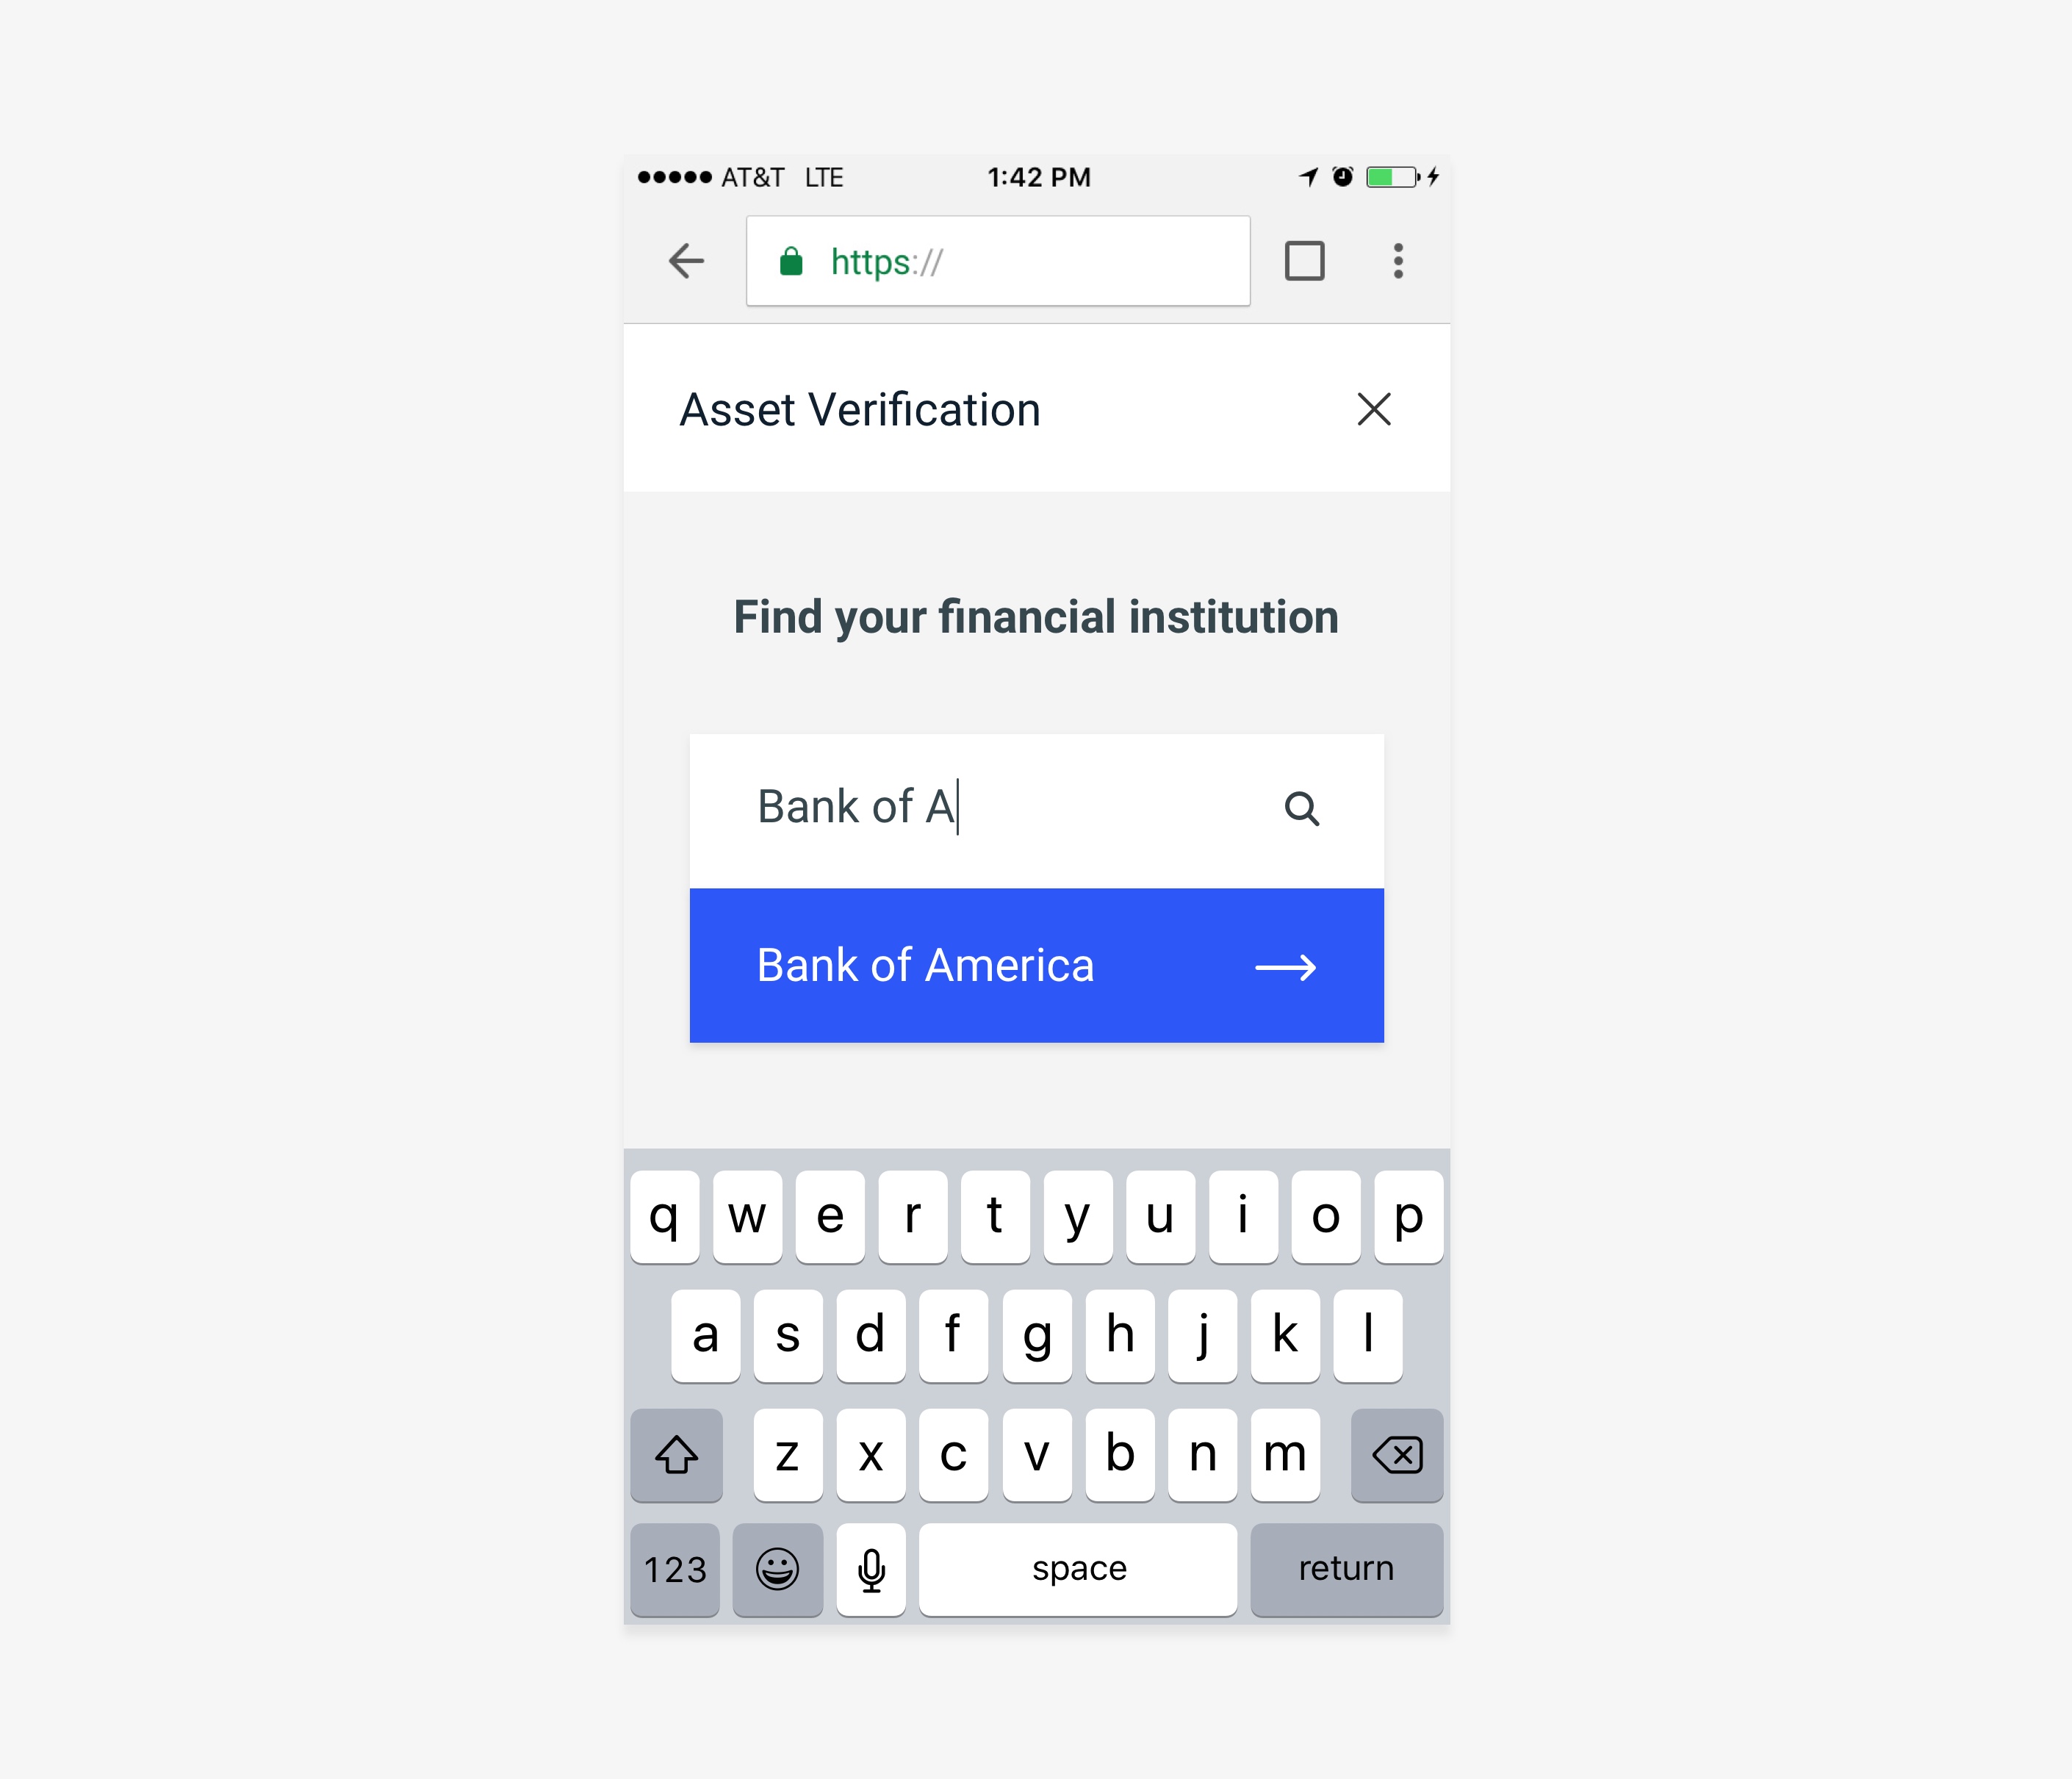 AT&T LTE 1:42 PM
https://
Asset Verification
Find your financial institution
Bank of A
Bank of America
q w e r t y u i o p
a s d f g h j k l
z x c v b n m
123 space return